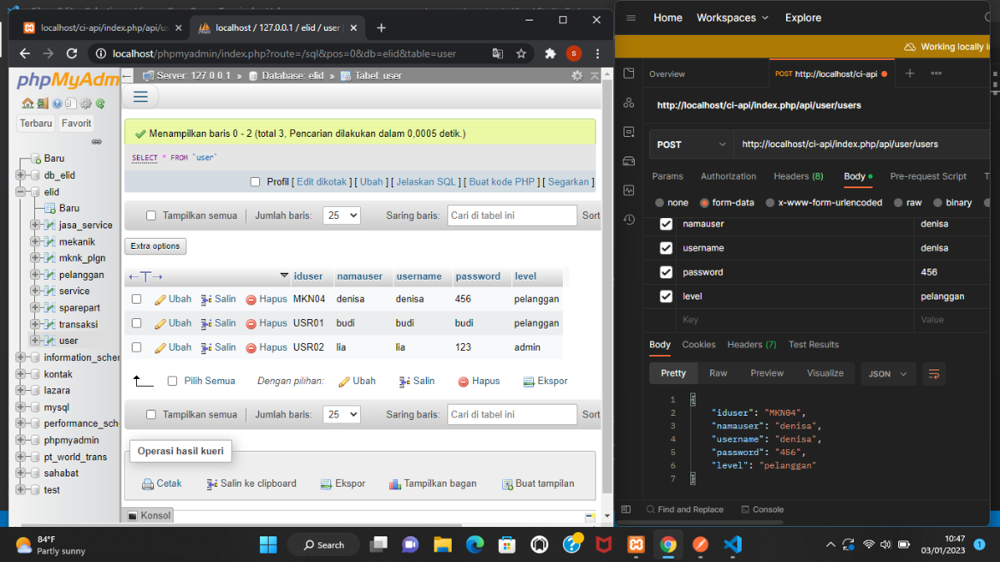 localhost/ci-api/index.php/api/us
localhost / 127.0.0.1 / elid / user
localhost/phpmyadmin/index.php?route=/sql&pos=0&db=elid&table=user
S
phpMyAdm
Terbaru
Favorit
Baru
db_elid
elid
Baru
jasa_service
mekanik
mknk_plgn
pelanggan
service
sparepart
transaksi
user
information_schem
kontak
lazara
mysql
performance_sch
phpmyadmin
pt_world_trans
sahabat
test
Server: 127.0.0.1 » Database: elid » Tabel: user
Menampilkan baris 0 - 2 (total 3, Pencarian dilakukan dalam 0,0005 detik.)
SELECT * FROM `user`
Profil [ Edit dikotak ] [ Ubah ] [ Jelaskan SQL ] [ Buat kode PHP ] [ Segarkan ]
Tampilkan semua Jumlah baris: 25 Saring baris: Cari di tabel ini Sort
Extra options
←T→ iduser namauser username password level
Ubah Salin Hapus MKN04 denisa denisa 456 pelanggan
Ubah Salin Hapus USR01 budi budi budi pelanggan
Ubah Salin Hapus USR02 lia lia 123 admin
Pilih Semua Dengan pilihan: Ubah Salin Hapus Ekspor
Tampilkan semua Jumlah baris: 25 Saring baris: Cari di tabel ini Sort
Operasi hasil kueri
Cetak Salin ke clipboard Ekspor Tampilkan bagan Buat tampilan
Konsol
Home Workspaces Explore
Working locally i
Overview
POST http://localhost/ci-api
http://localhost/ci-api/index.php/api/user/users
POST http://localhost/ci-api/index.php/api/user/users
Params Authorization Headers (8) Body Pre-request Script T
none form-data x-www-form-urlencoded raw binary
namauser denisa
username denisa
password 456
level pelanggan
Key Value
Body Cookies Headers (7) Test Results
Pretty Raw Preview Visualize JSON
1 {
2 "iduser": "MKN04",
3 "namauser": "denisa",
4 "username": "denisa",
5 "password": "456",
6 "level": "pelanggan"
7 }
Find and Replace Console
84°F
Partly sunny
Search
10:47
03/01/2023
1